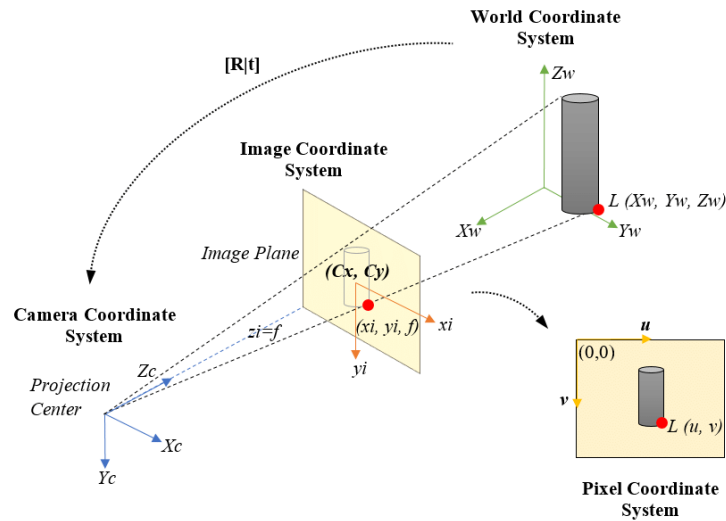 World Coordinate
System
[R|t]
Zw
Image Coordinate
System
L (Xw, Yw, Zw)
Xw
Yw
Image Plane
(Cx, Cy)
Camera Coordinate
System
(xi, yi, f)
xi
zi=f
yi
u
(0,0)
Zc
Projection
Center
v
L (u, v)
Xc
Yc
Pixel Coordinate
System